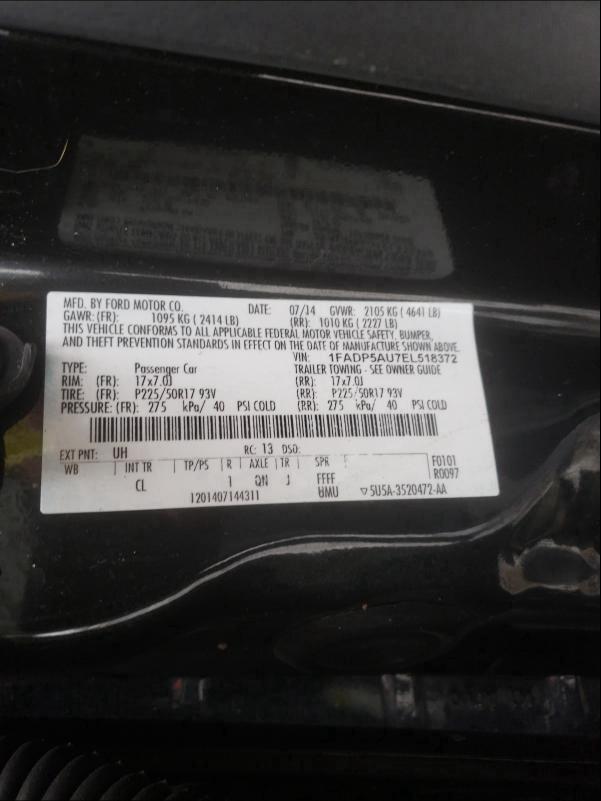 MFD. BY FORD MOTOR CO. DATE: 07/14 GVWR: 2105 KG ( 4641 LB)
GAWR: (FR): 1095 KG ( 2414 LB) (RR): 1010 KG ( 2227 LB)
THIS VEHICLE CONFORMS TO ALL APPLICABLE FEDERAL MOTOR VEHICLE SAFETY, BUMPER,
AND THEFT PREVENTION STANDARDS IN EFFECT ON THE DATE OF MANUFACTURE SHOWN ABOVE.
VIN: 1FADP5AU7EL518372
TYPE: Passenger Car TRAILER TOWING - SEE OWNER GUIDE
RIM: (FR): 17x7.0J (RR): 17x7.0J
TIRE: (FR): P225/50R17 93V (RR): P225/50R17 93V
PRESSURE: (FR): 275 kPa/ 40 PSI COLD (RR): 275 kPa/ 40 PSI COLD
EXT PNT: UH RC: 13 DSO: F0101
WB INT TR TP/PS R AXLE TR SPR R0097
CL 1 QN J FFFF
1201407144311 UMU ▽ 5U5A-3520472-AA